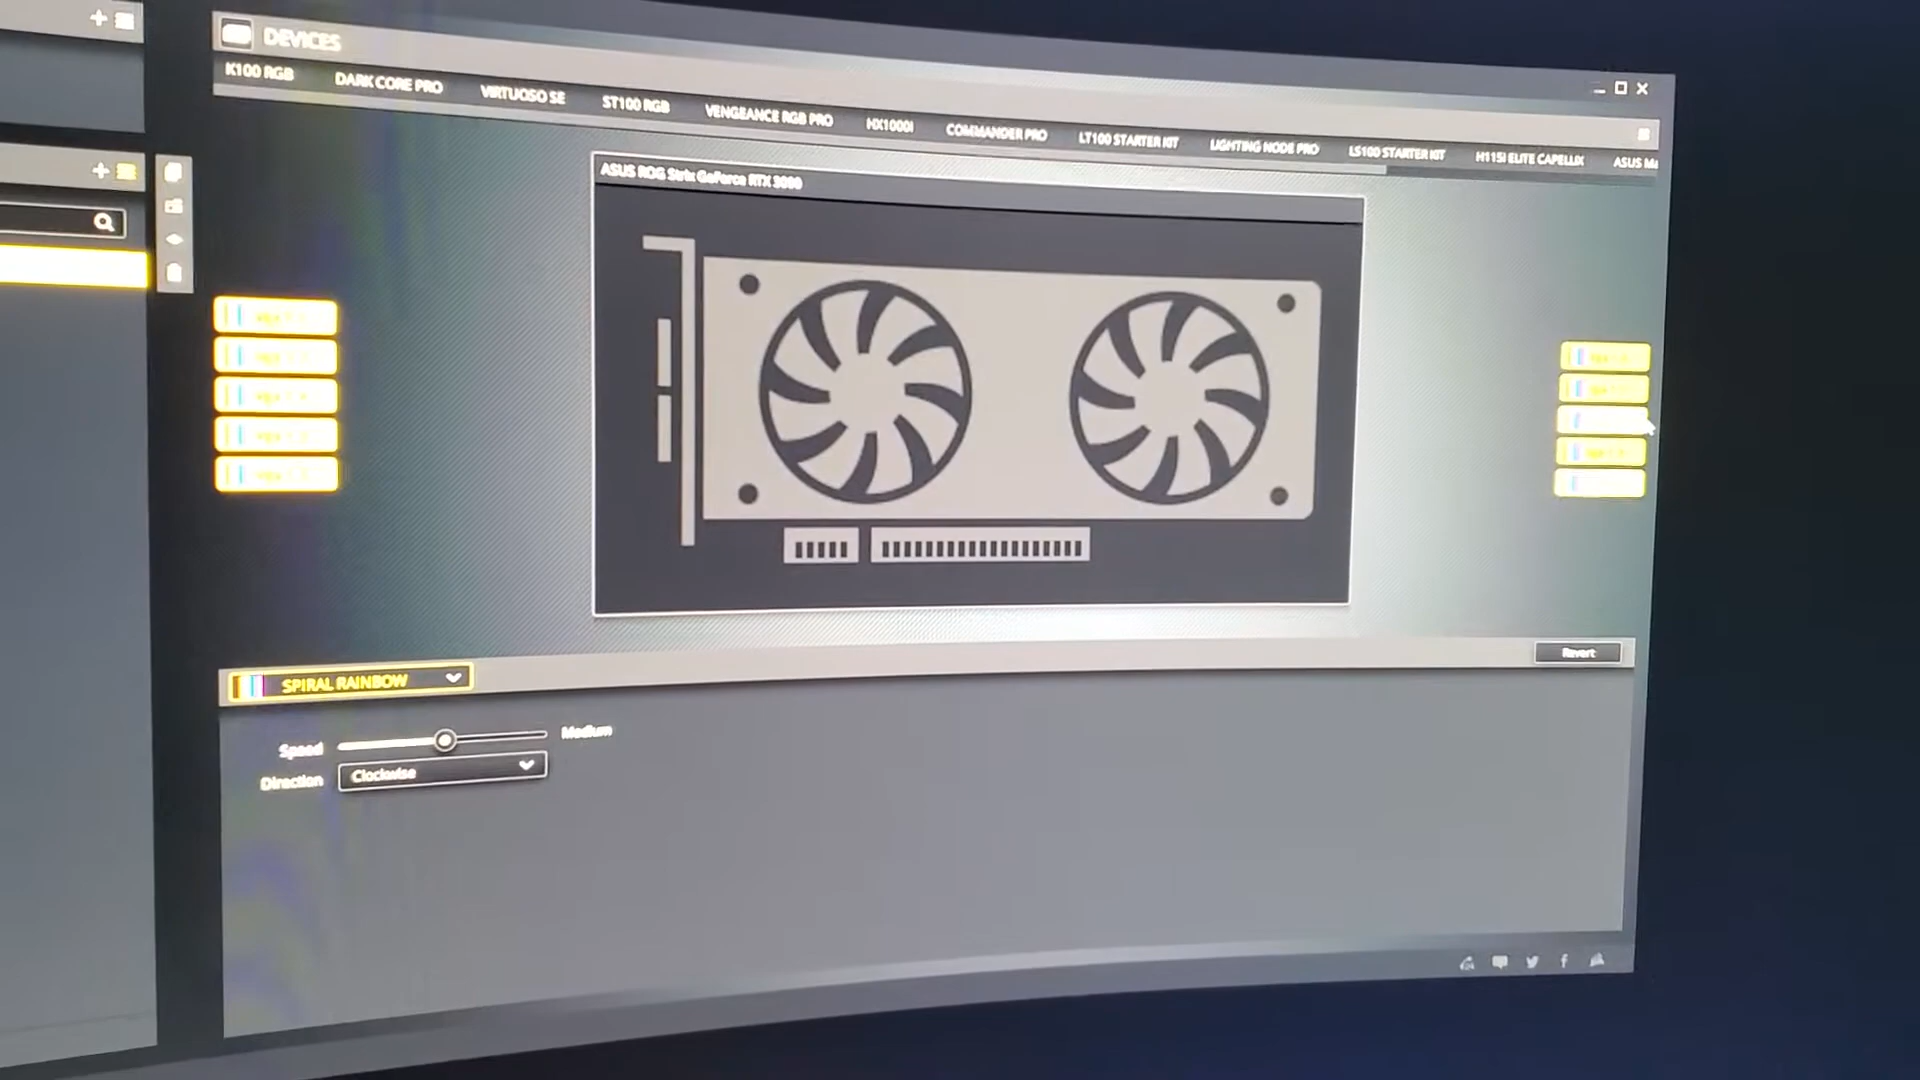 DEVICES
K100 RGB
DARK CORE PRO
VIRTUOSO SE
ST100 RGB
VENGEANCE RGB PRO
HX1000I
COMMANDER PRO
LT100 STARTER KIT
LIGHTING NODE PRO
LS100 STARTER KIT
H115I ELITE CAPELLIX
ASUS MA
ASUS ROG Strix GeForce RTX 3080
Revert
SPIRAL RAINBOW
Speed
Medium
Direction
Clockwise